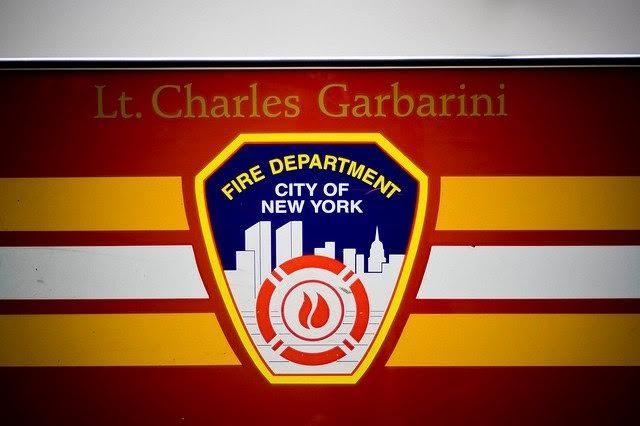 Lt. Charles Garbarini
FIRE DEPARTMENT
CITY OF
NEW YORK